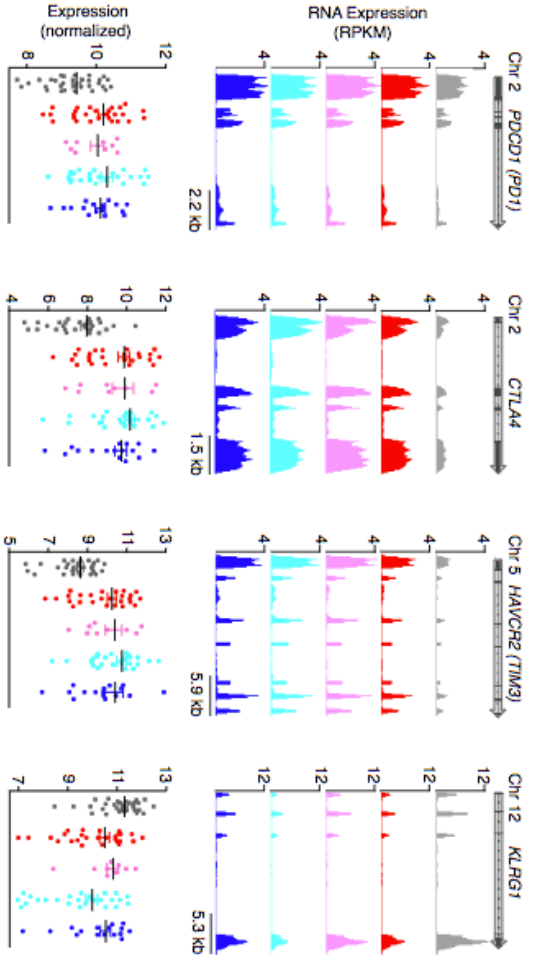 Chr 2 PDCD1 (PD1)
Chr 2 CTLA4
Chr 5 HAVCR2 (TIM3)
Chr 12 KLRG1
RNA Expression
(RPKM)
4 4 4 12
4 4 4 12
4 4 4 12
4 4 4 12
4 4 4 12
2.2 kb 1.5 kb 5.9 kb 5.3 kb
Expression
(normalized)
12 12 13 13
10 10 11 11
8 8 9 9
6 7 7
4 5